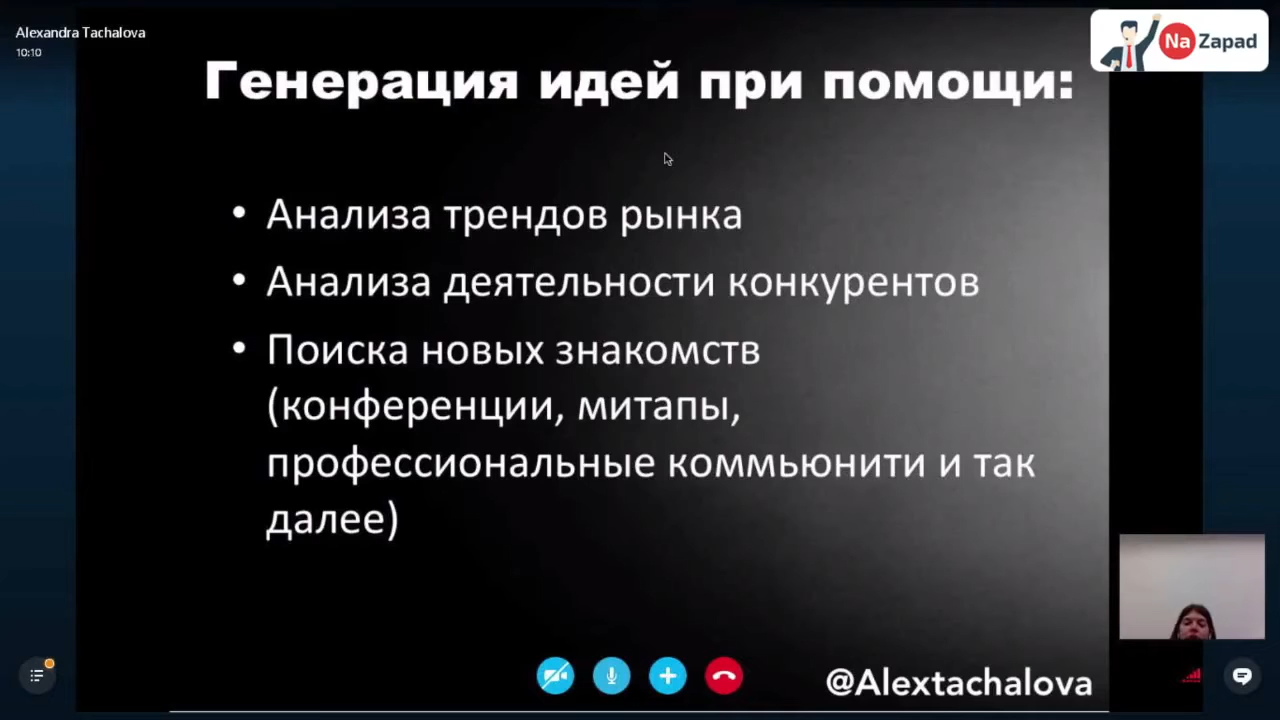 Alexandra Tachalova
10:10
Na Zapad
Генерация идей при помощи:
• Анализа трендов рынка
• Анализа деятельности конкурентов
• Поиска новых знакомств
(конференции, митапы,
профессиональные коммьюнити и так
далее)
@Alextachalova